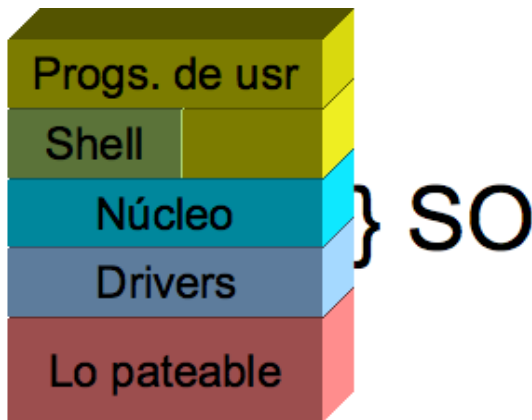 Progs. de usr
Shell
Núcleo
} SO
Drivers
Lo pateable